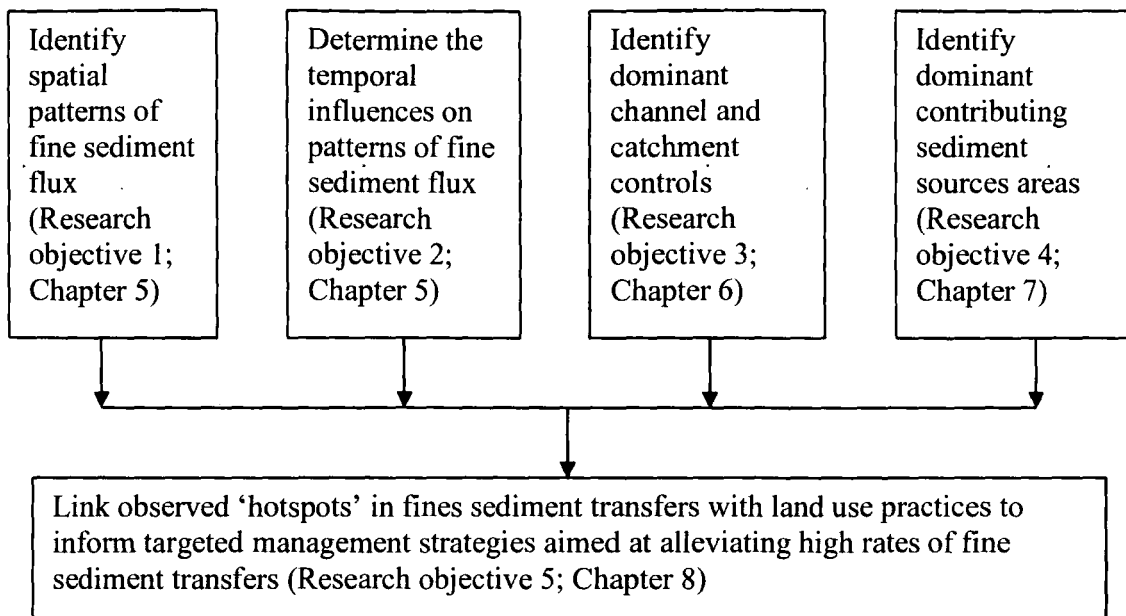 Identify
spatial
patterns of
fine sediment
flux
(Research
objective 1;
Chapter 5)
Determine the
temporal
influences on
patterns of fine
sediment flux
(Research
objective 2;
Chapter 5)
Identify
dominant
channel and
catchment
controls
(Research
objective 3;
Chapter 6)
Identify
dominant
contributing
sediment
sources areas
(Research
objective 4;
Chapter 7)
Link observed ‘hotspots’ in fines sediment transfers with land use practices to
inform targeted management strategies aimed at alleviating high rates of fine
sediment transfers (Research objective 5; Chapter 8)